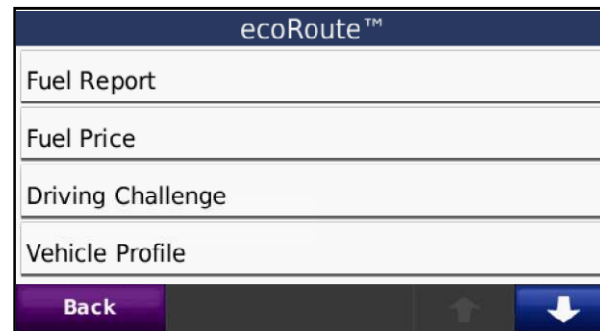 ecoRoute™
Fuel Report
Fuel Price
Driving Challenge
Vehicle Profile
Back